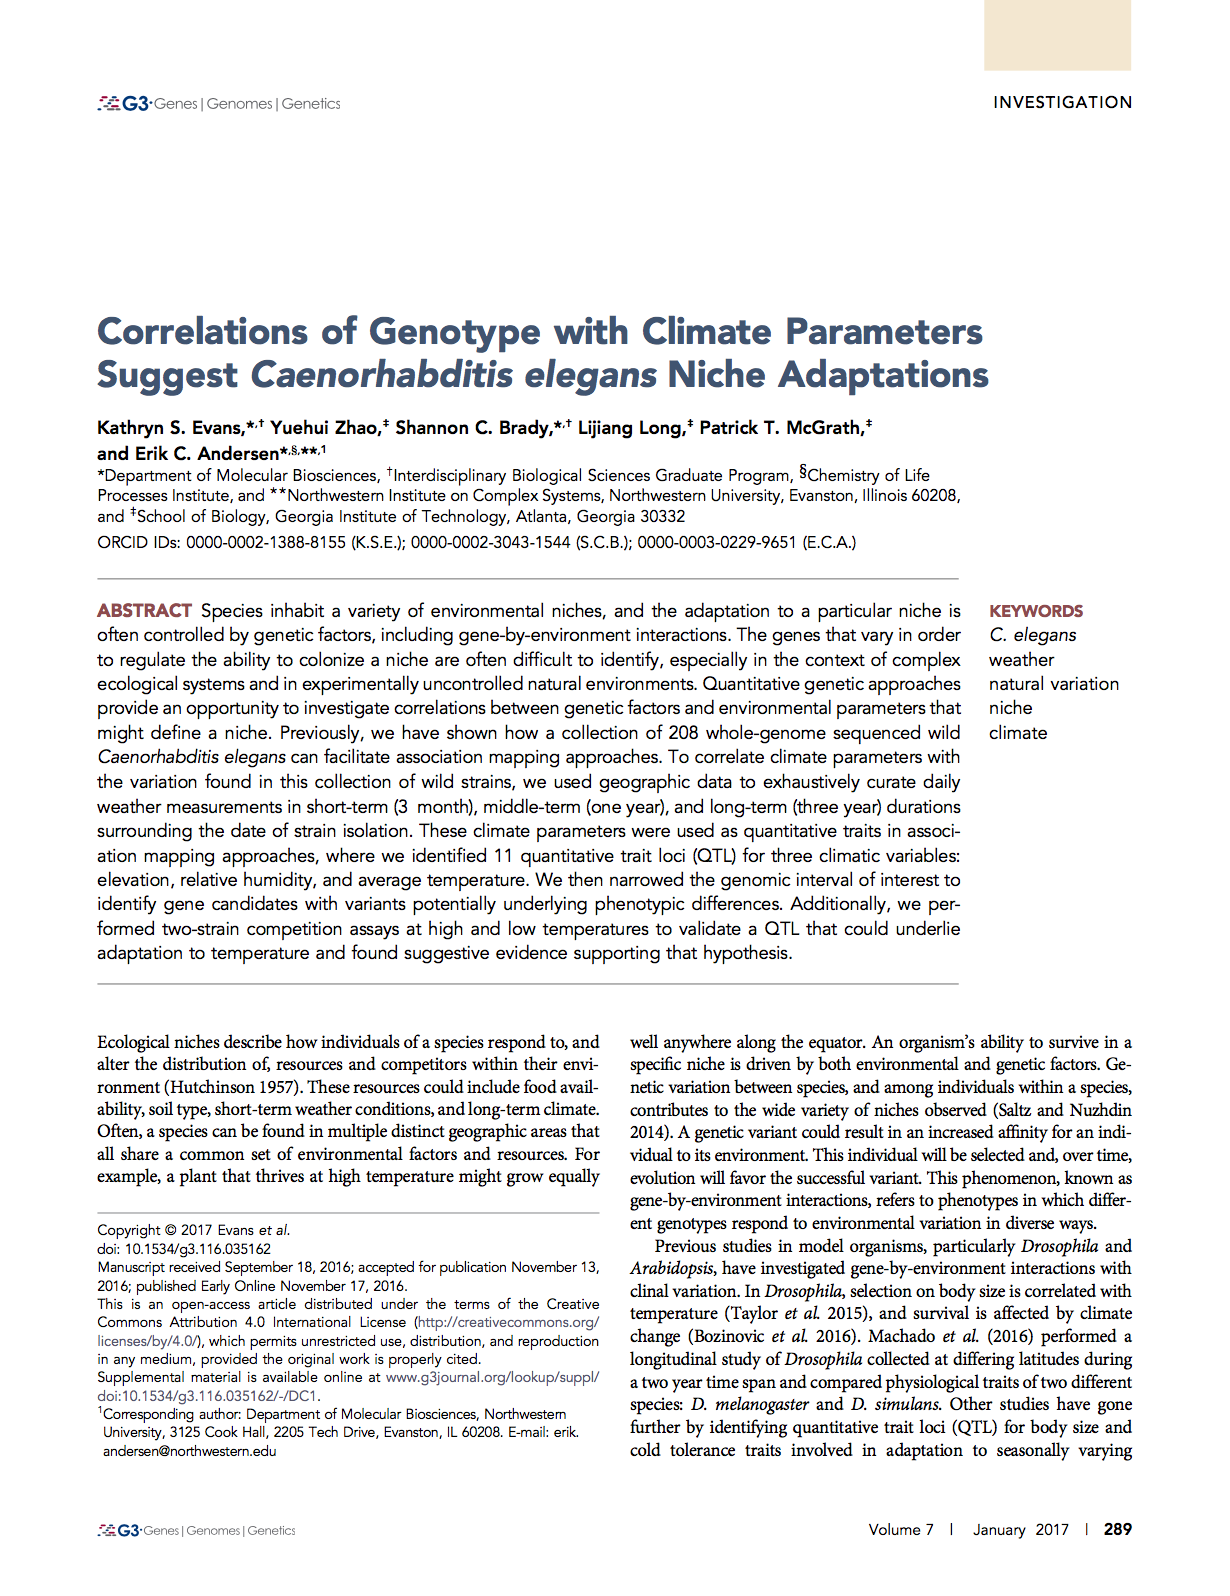 G3·Genes | Genomes | Genetics
INVESTIGATION
Correlations of Genotype with Climate Parameters
Suggest Caenorhabditis elegans Niche Adaptations
Kathryn S. Evans,*,† Yuehui Zhao,‡ Shannon C. Brady,*,† Lijiang Long,‡ Patrick T. McGrath,‡
and Erik C. Andersen*,§,**,1
*Department of Molecular Biosciences, †Interdisciplinary Biological Sciences Graduate Program, §Chemistry of Life
Processes Institute, and **Northwestern Institute on Complex Systems, Northwestern University, Evanston, Illinois 60208,
and ‡School of Biology, Georgia Institute of Technology, Atlanta, Georgia 30332
ORCID IDs: 0000-0002-1388-8155 (K.S.E.); 0000-0002-3043-1544 (S.C.B.); 0000-0003-0229-9651 (E.C.A.)
ABSTRACT Species inhabit a variety of environmental niches, and the adaptation to a particular niche is
often controlled by genetic factors, including gene-by-environment interactions. The genes that vary in order
to regulate the ability to colonize a niche are often difficult to identify, especially in the context of complex
ecological systems and in experimentally uncontrolled natural environments. Quantitative genetic approaches
provide an opportunity to investigate correlations between genetic factors and environmental parameters that
might define a niche. Previously, we have shown how a collection of 208 whole-genome sequenced wild
Caenorhabditis elegans can facilitate association mapping approaches. To correlate climate parameters with
the variation found in this collection of wild strains, we used geographic data to exhaustively curate daily
weather measurements in short-term (3 month), middle-term (one year), and long-term (three year) durations
surrounding the date of strain isolation. These climate parameters were used as quantitative traits in associ-
ation mapping approaches, where we identified 11 quantitative trait loci (QTL) for three climatic variables:
elevation, relative humidity, and average temperature. We then narrowed the genomic interval of interest to
identify gene candidates with variants potentially underlying phenotypic differences. Additionally, we per-
formed two-strain competition assays at high and low temperatures to validate a QTL that could underlie
adaptation to temperature and found suggestive evidence supporting that hypothesis.
KEYWORDS
C. elegans
weather
natural variation
niche
climate
Ecological niches describe how individuals of a species respond to, and
alter the distribution of, resources and competitors within their envi-
ronment (Hutchinson 1957). These resources could include food avail-
ability, soil type, short-term weather conditions, and long-term climate.
Often, a species can be found in multiple distinct geographic areas that
all share a common set of environmental factors and resources. For
example, a plant that thrives at high temperature might grow equally
Copyright © 2017 Evans et al.
doi: 10.1534/g3.116.035162
Manuscript received September 18, 2016; accepted for publication November 13,
2016; published Early Online November 17, 2016.
This is an open-access article distributed under the terms of the Creative
Commons Attribution 4.0 International License (http://creativecommons.org/
licenses/by/4.0/), which permits unrestricted use, distribution, and reproduction
in any medium, provided the original work is properly cited.
Supplemental material is available online at www.g3journal.org/lookup/suppl/
doi:10.1534/g3.116.035162/-/DC1.
1Corresponding author: Department of Molecular Biosciences, Northwestern
University, 3125 Cook Hall, 2205 Tech Drive, Evanston, IL 60208. E-mail: erik.
andersen@northwestern.edu
well anywhere along the equator. An organism's ability to survive in a
specific niche is driven by both environmental and genetic factors. Ge-
netic variation between species, and among individuals within a species,
contributes to the wide variety of niches observed (Saltz and Nuzhdin
2014). A genetic variant could result in an increased affinity for an indi-
vidual to its environment. This individual will be selected and, over time,
evolution will favor the successful variant. This phenomenon, known as
gene-by-environment interactions, refers to phenotypes in which differ-
ent genotypes respond to environmental variation in diverse ways.
Previous studies in model organisms, particularly Drosophila and
Arabidopsis, have investigated gene-by-environment interactions with
clinal variation. In Drosophila, selection on body size is correlated with
temperature (Taylor et al. 2015), and survival is affected by climate
change (Bozinovic et al. 2016). Machado et al. (2016) performed a
longitudinal study of Drosophila collected at differing latitudes during
a two year time span and compared physiological traits of two different
species: D. melanogaster and D. simulans. Other studies have gone
further by identifying quantitative trait loci (QTL) for body size and
cold tolerance traits involved in adaptation to seasonally varying
G3·Genes | Genomes | Genetics
Volume 7 | January 2017 | 289